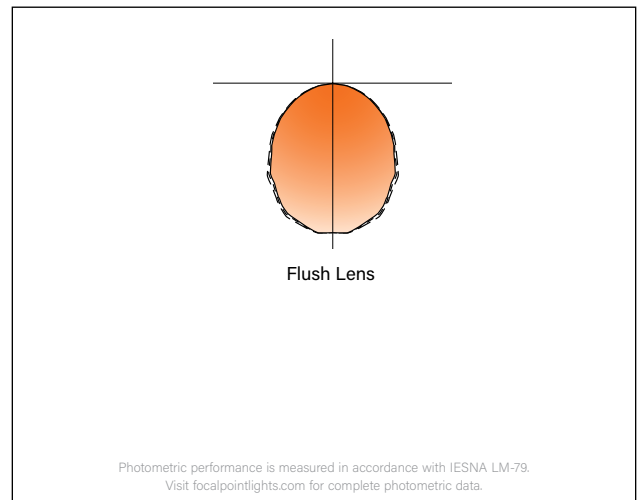 Flush Lens
Photometric performance is measured in accordance with IESNA LM-79.
Visit focalpointlights.com for complete photometric data.